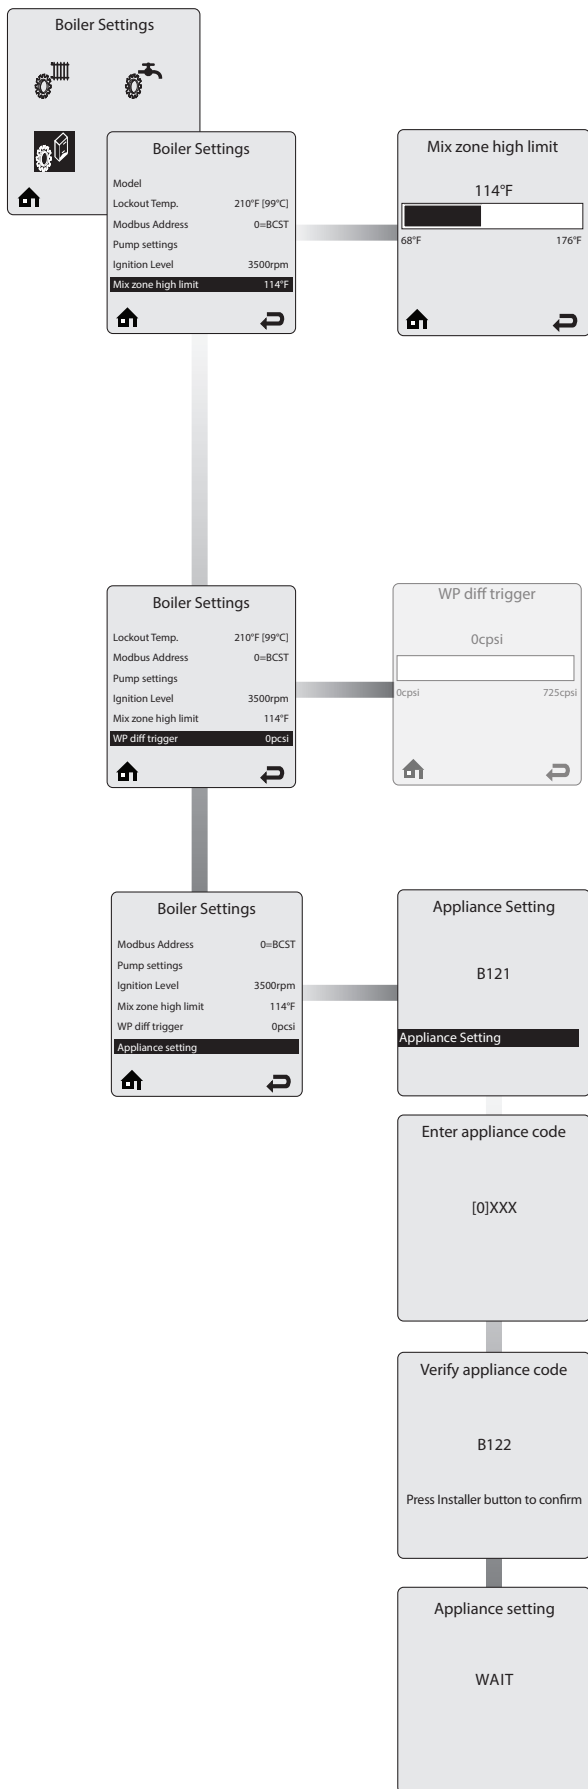 Boiler Settings
Boiler Settings
Model
Lockout Temp. 210°F [99°C]
Modbus Address 0=BCST
Pump settings
Ignition Level 3500rpm
Mix zone high limit 114°F
Mix zone high limit
114°F
68°F 176°F
Boiler Settings
Lockout Temp. 210°F [99°C]
Modbus Address 0=BCST
Pump settings
Ignition Level 3500rpm
Mix zone high limit 114°F
WP diff trigger 0pcsi
WP diff trigger
0cpsi
0cpsi 725cpsi
Boiler Settings
Modbus Address 0=BCST
Pump settings
Ignition Level 3500rpm
Mix zone high limit 114°F
WP diff trigger 0pcsi
Appliance setting
Appliance Setting
B121
Appliance Setting
Enter appliance code
[0]XXX
Verify appliance code
B122
Press Installer button to confirm
Appliance setting
WAIT